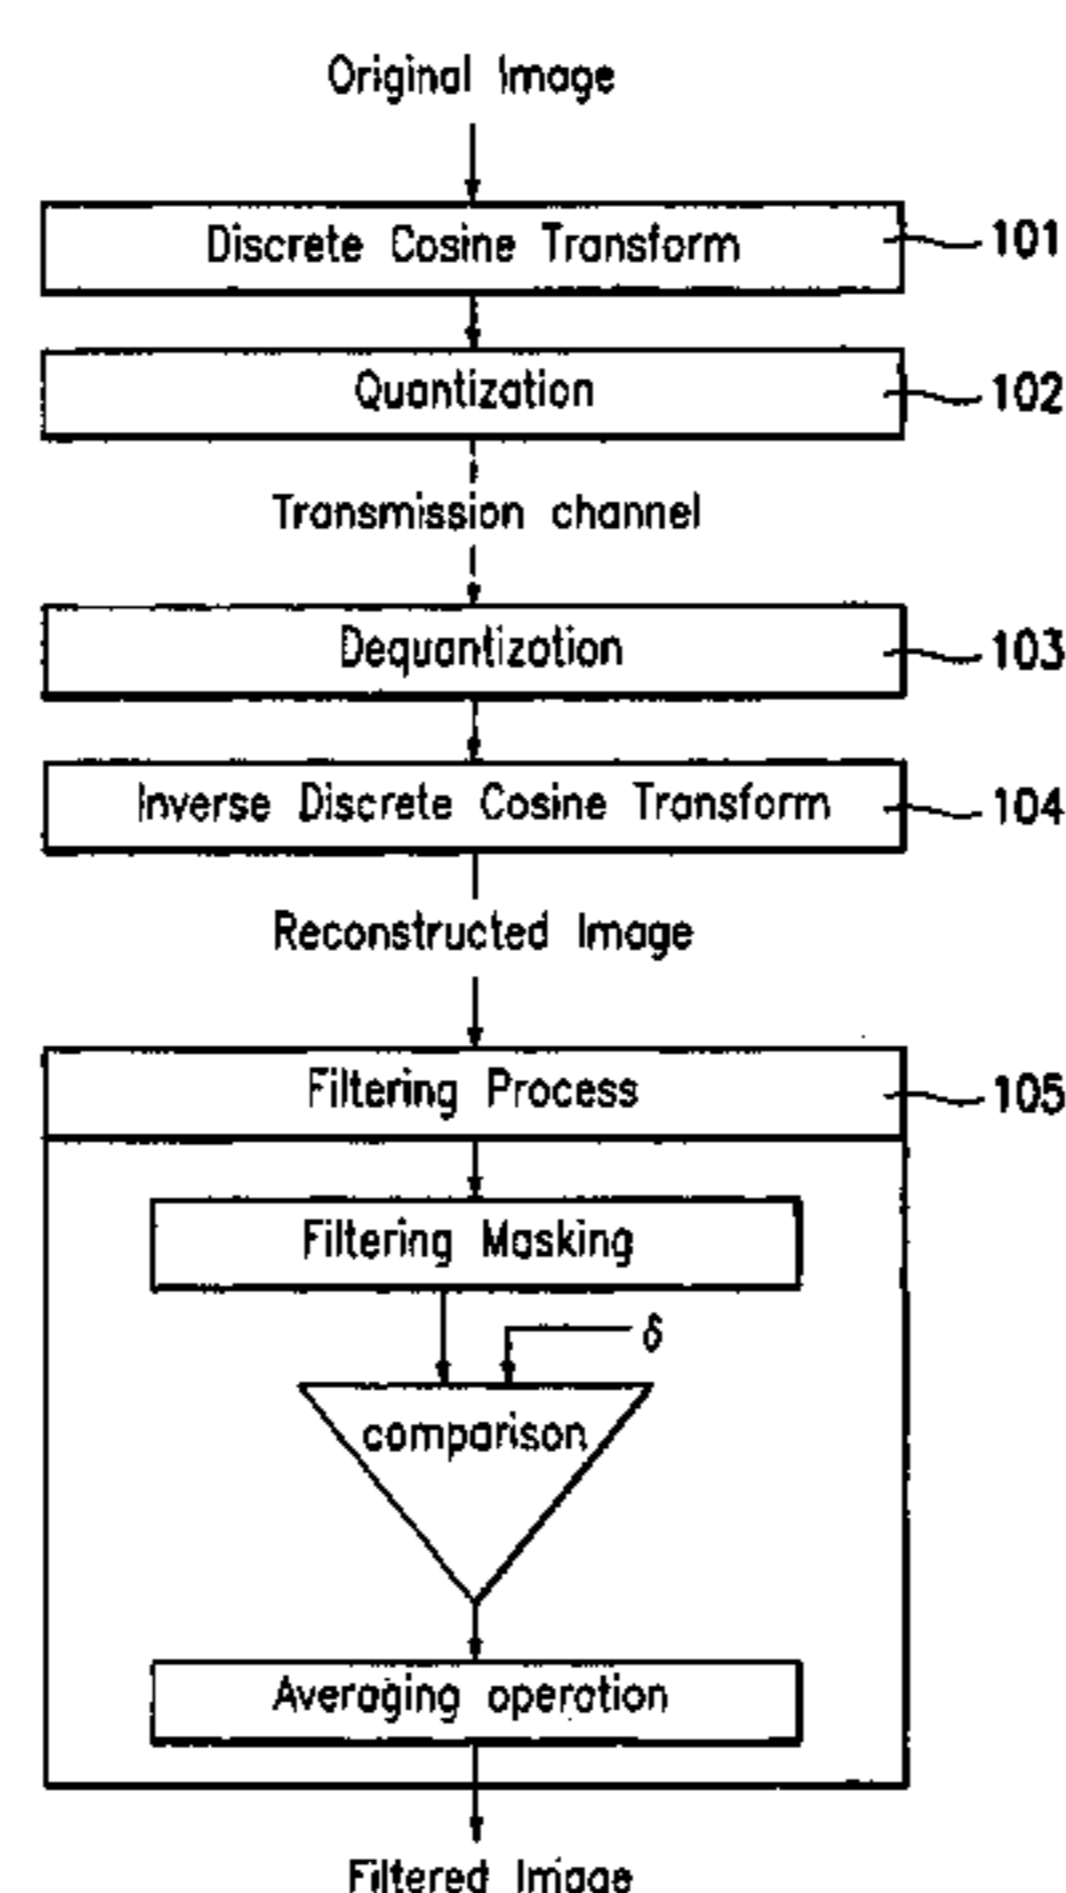 Original Image
Discrete Cosine Transform
101
Quantization
102
Transmission channel
Dequantization
103
Inverse Discrete Cosine Transform
104
Reconstructed Image
Filtering Process
105
Filtering Masking
δ
comparison
Averaging operation
Filtered Image